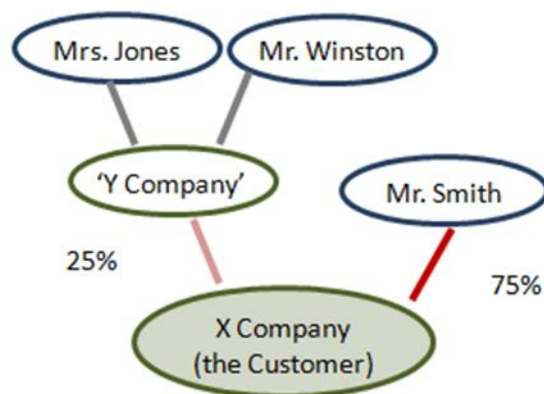 Mrs. Jones
Mr. Winston
‘Y Company’
Mr. Smith
25%
75%
X Company
(the Customer)